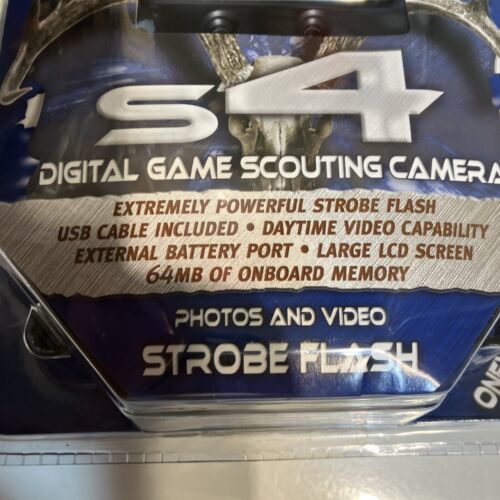 s4
DIGITAL GAME SCOUTING CAMERA
EXTREMELY POWERFUL STROBE FLASH
USB CABLE INCLUDED • DAYTIME VIDEO CAPABILITY
EXTERNAL BATTERY PORT • LARGE LCD SCREEN
64MB OF ONBOARD MEMORY
PHOTOS AND VIDEO
STROBE FLASH